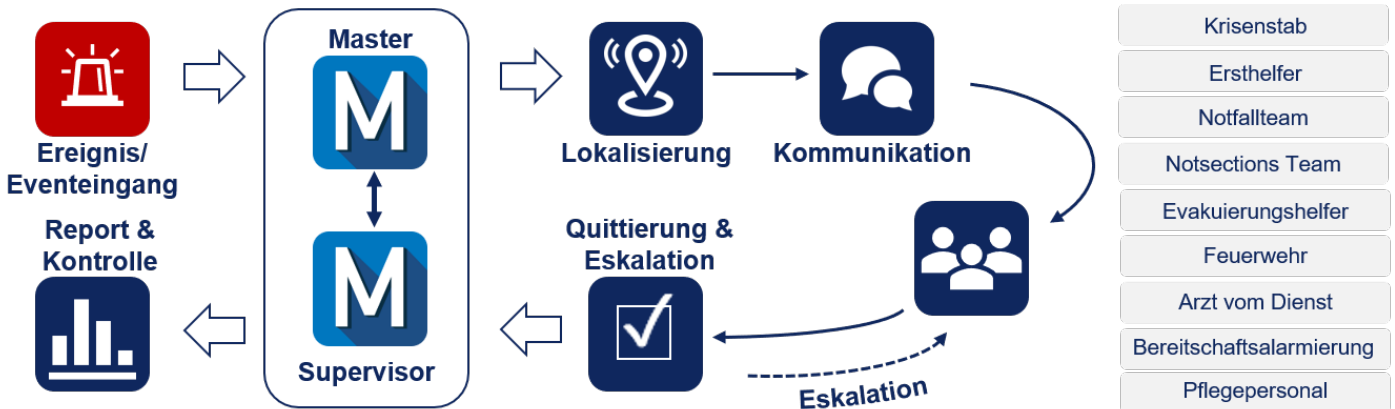 Master
M
Ereignis/
Eventeingang
Lokalisierung
Kommunikation
Report &
Kontrolle
M
Supervisor
Quittierung &
Eskalation
Eskalation
Krisenstab
Ersthelfer
Notfallteam
Notsections Team
Evakuierungshelfer
Feuerwehr
Arzt vom Dienst
Bereitschaftsalarmierung
Pflegepersonal